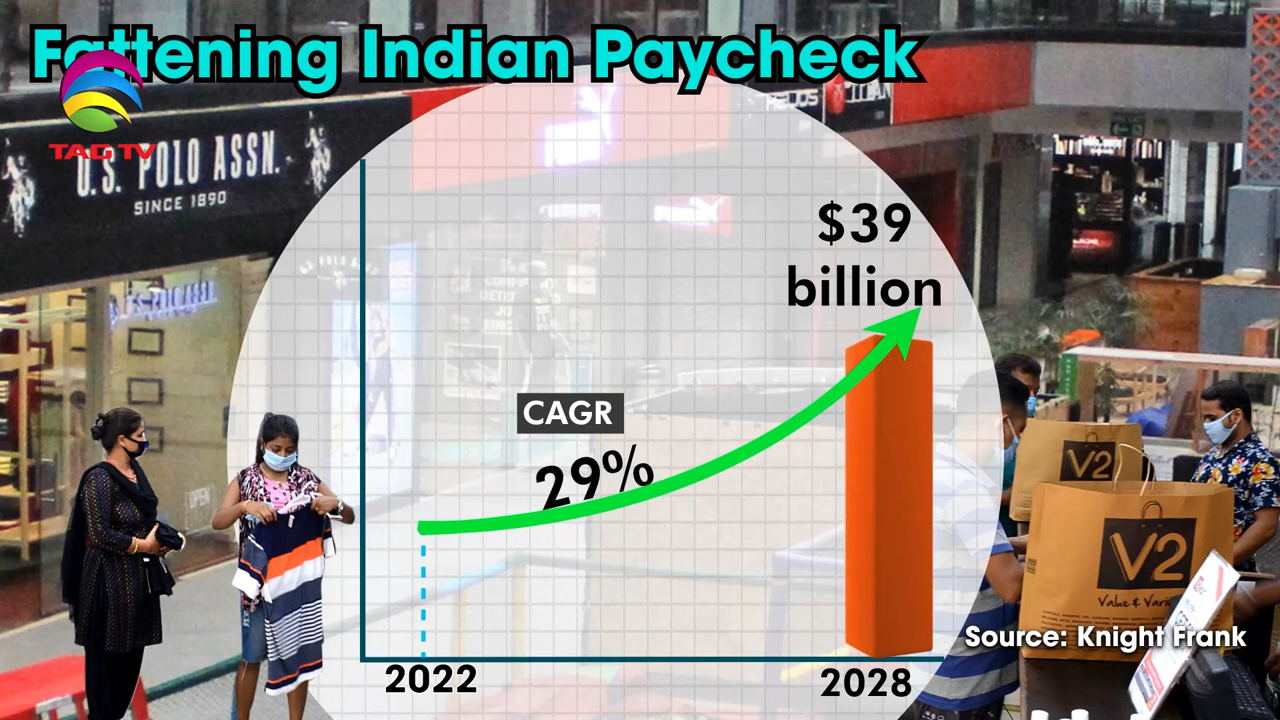 Fattening Indian Paycheck
TAG TV
U.S. POLO ASSN.
SINCE 1890
$39
billion
CAGR
29%
OPEN
V2
V2
Value &
2022
2028
Source: Knight Frank